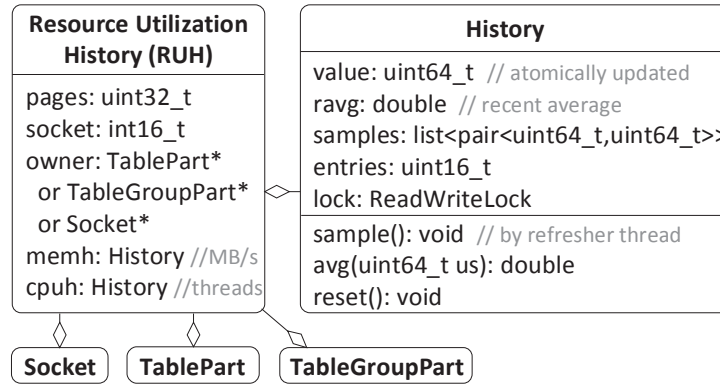 Resource Utilization
History (RUH)
pages: uint32_t
socket: int16_t
owner: TablePart*
or TableGroupPart*
or Socket*
memh: History //MB/s
cpuh: History //threads
History
value: uint64_t // atomically updated
ravg: double // recent average
samples: list<pair<uint64_t,uint64_t>>
entries: uint16_t
lock: ReadWriteLock
sample(): void // by refresher thread
avg(uint64_t us): double
reset(): void
Socket
TablePart
TableGroupPart